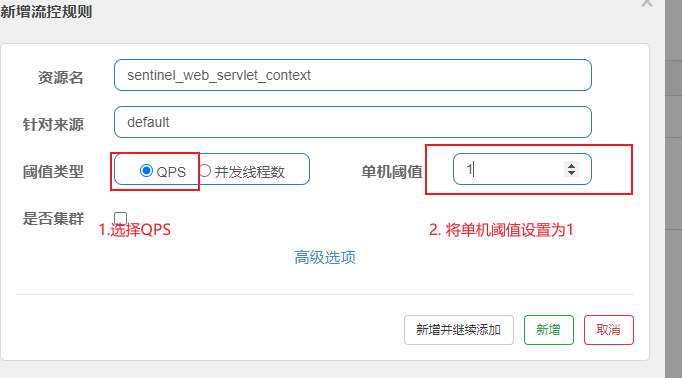 新增流控规则
×
资源名 sentinel_web_servlet_context
针对来源 default
阈值类型 QPS 并发线程数 单机阈值 1
是否集群
1.选择QPS 2. 将单机阈值设置为1
高级选项
新增并继续添加 新增 取消